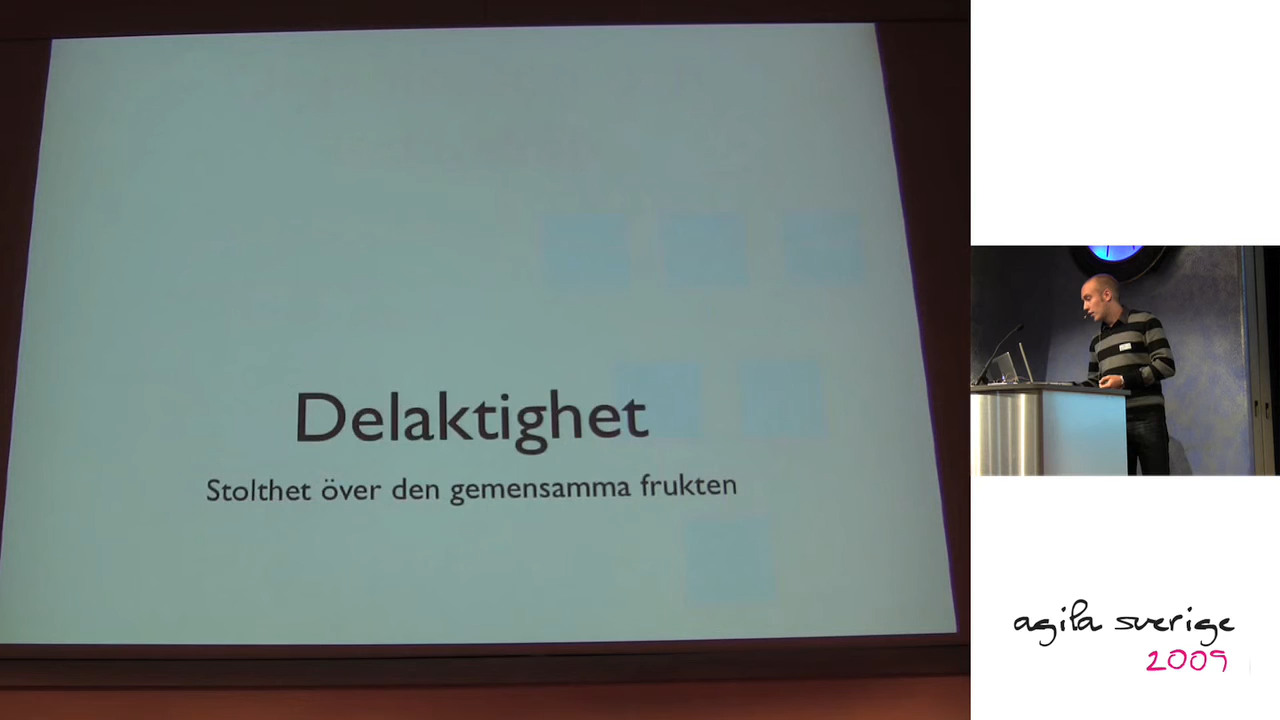 Delaktighet
Stolthet över den gemensamma frukten
agila sverige
2009